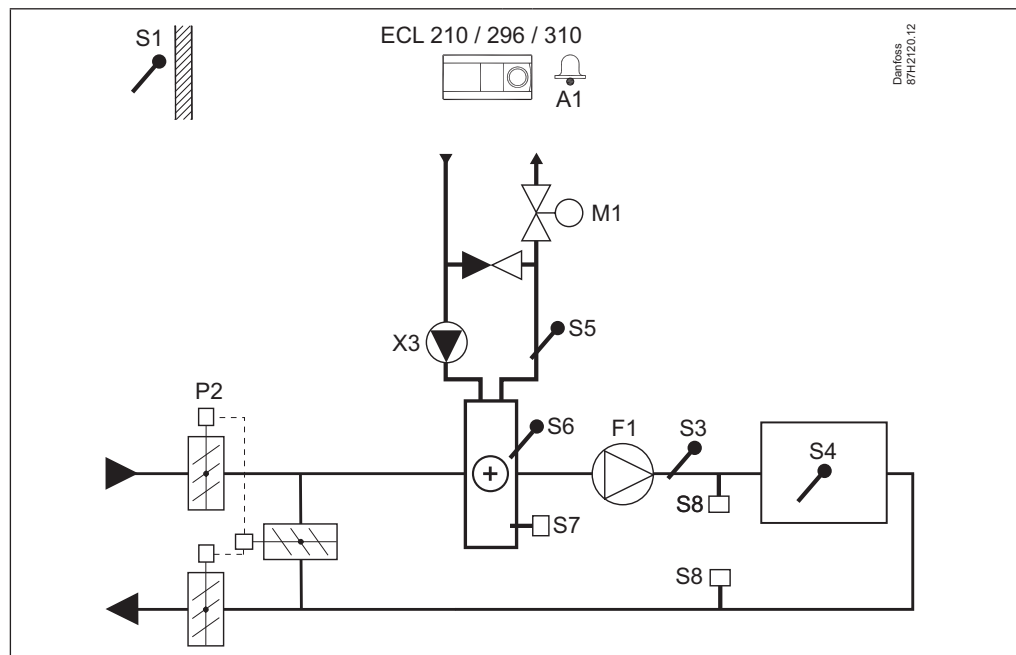 S1
ECL 210 / 296 / 310
A1
Danfoss
87H2120.12
M1
X3
S5
P2
S6
F1
S3
S4
S8
S7
S8